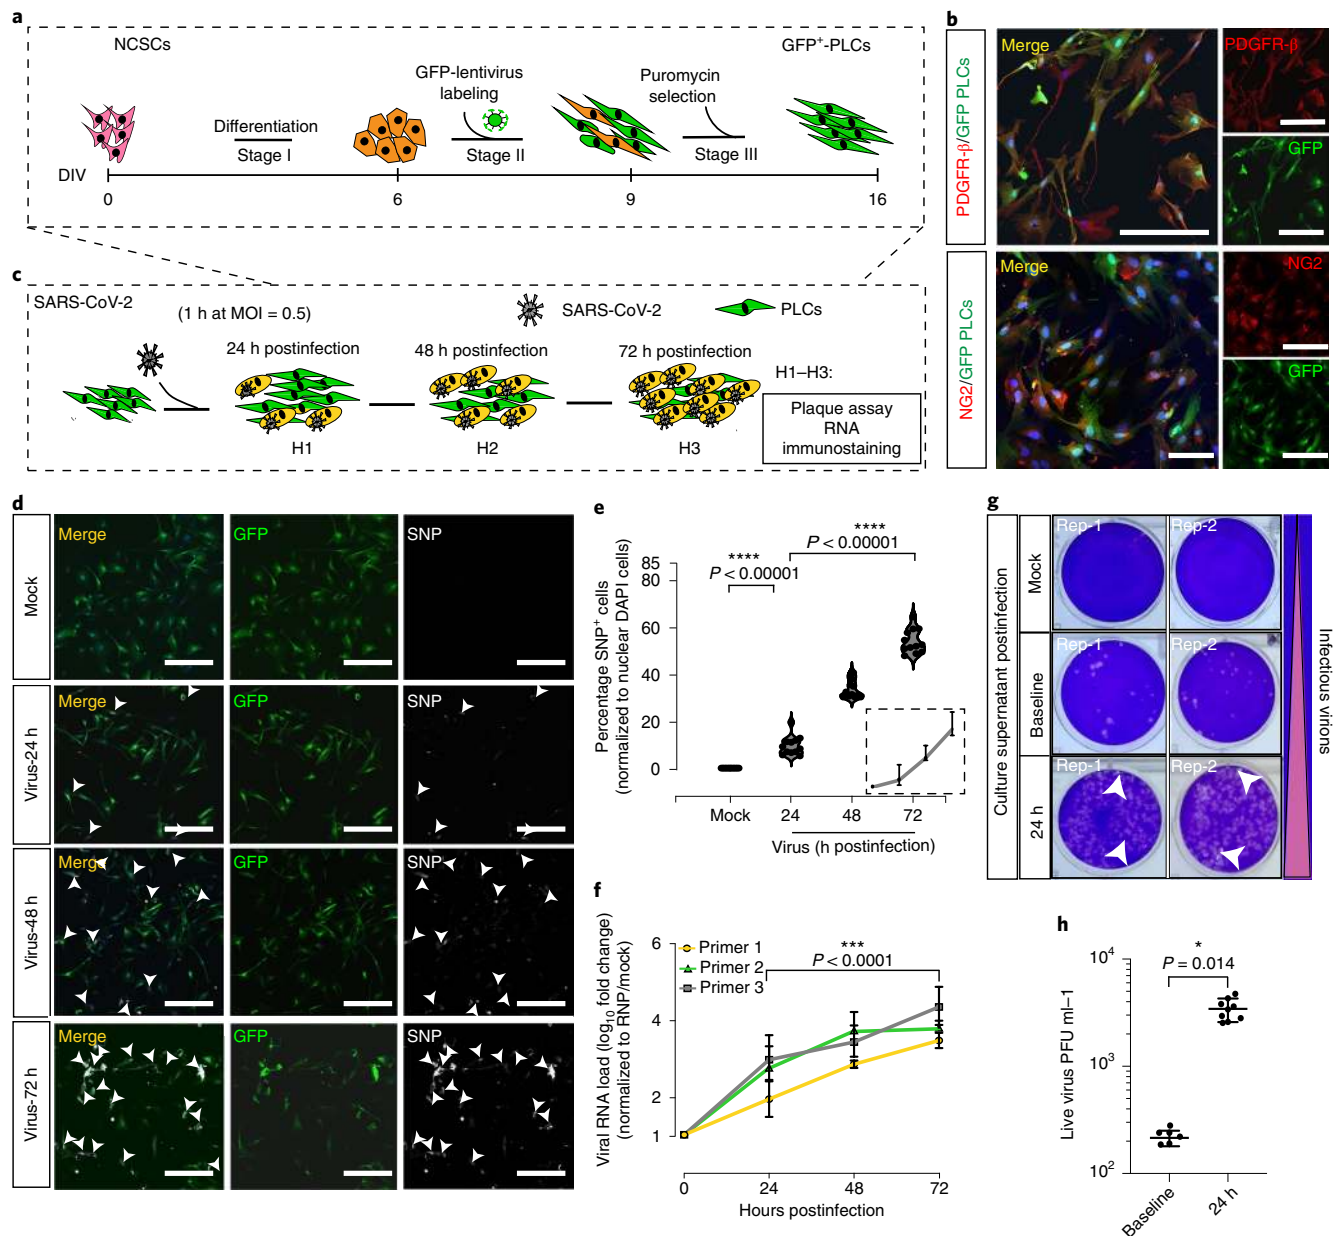 a
NCSCs
GFP⁺-PLCs
GFP-lentivirus
labeling
Puromycin
selection
Differentiation
Stage I
Stage II
Stage III
DIV
0
6
9
16
b
PDGFR-β/GFP PLCs
Merge
PDGFR-β
GFP
NG2/GFP PLCs
Merge
NG2
GFP
c
SARS-CoV-2
(1 h at MOI = 0.5)
SARS-CoV-2
PLCs
24 h postinfection
48 h postinfection
72 h postinfection
H1–H3:
Plaque assay
RNA
immunostaining
H1
H2
H3
d
Mock
Merge
GFP
SNP
Virus-24 h
Merge
GFP
SNP
Virus-48 h
Merge
GFP
SNP
Virus-72 h
Merge
GFP
SNP
e
Percentage SNP⁺ cells
(normalized to nuclear DAPI cells)
85
80
60
40
20
0
****
P < 0.00001
****
P < 0.00001
Mock
24
48
72
Virus (h postinfection)
f
Viral RNA load (log₁₀ fold change)
(normalized to RNP/mock)
6
4
2
1
Primer 1
Primer 2
Primer 3
***
P < 0.0001
0
24
48
72
Hours postinfection
g
Culture supernatant postinfection
Mock
Rep-1
Rep-2
Baseline
Rep-1
Rep-2
24 h
Rep-1
Rep-2
Infectious virions
h
Live virus PFU ml–1
10⁴
10³
10²
*
P = 0.014
Baseline
24 h